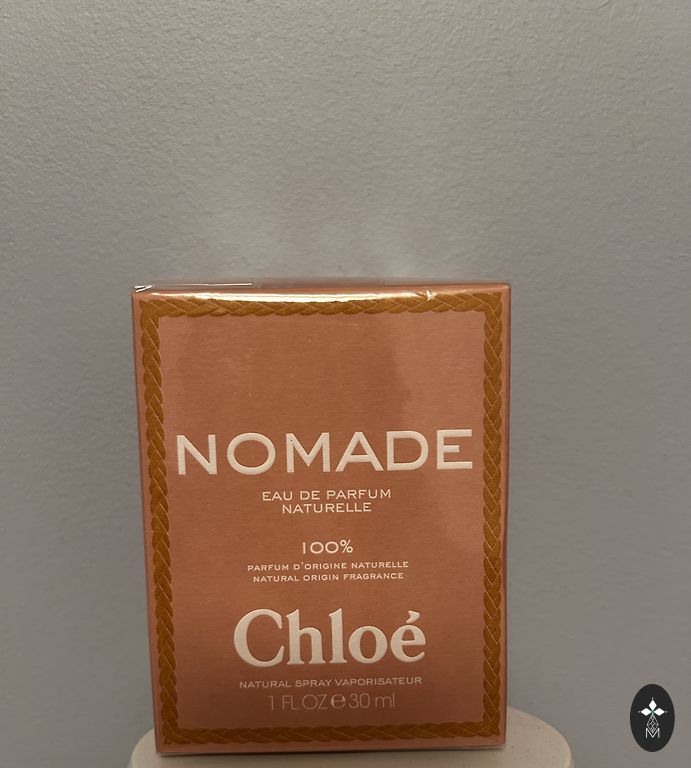 NOMADE
EAU DE PARFUM
NATURELLE
100%
PARFUM D'ORIGINE NATURELLE
NATURAL ORIGIN FRAGRANCE
Chloé
NATURAL SPRAY VAPORISATEUR
1 FL OZ ℮ 30 ml
M